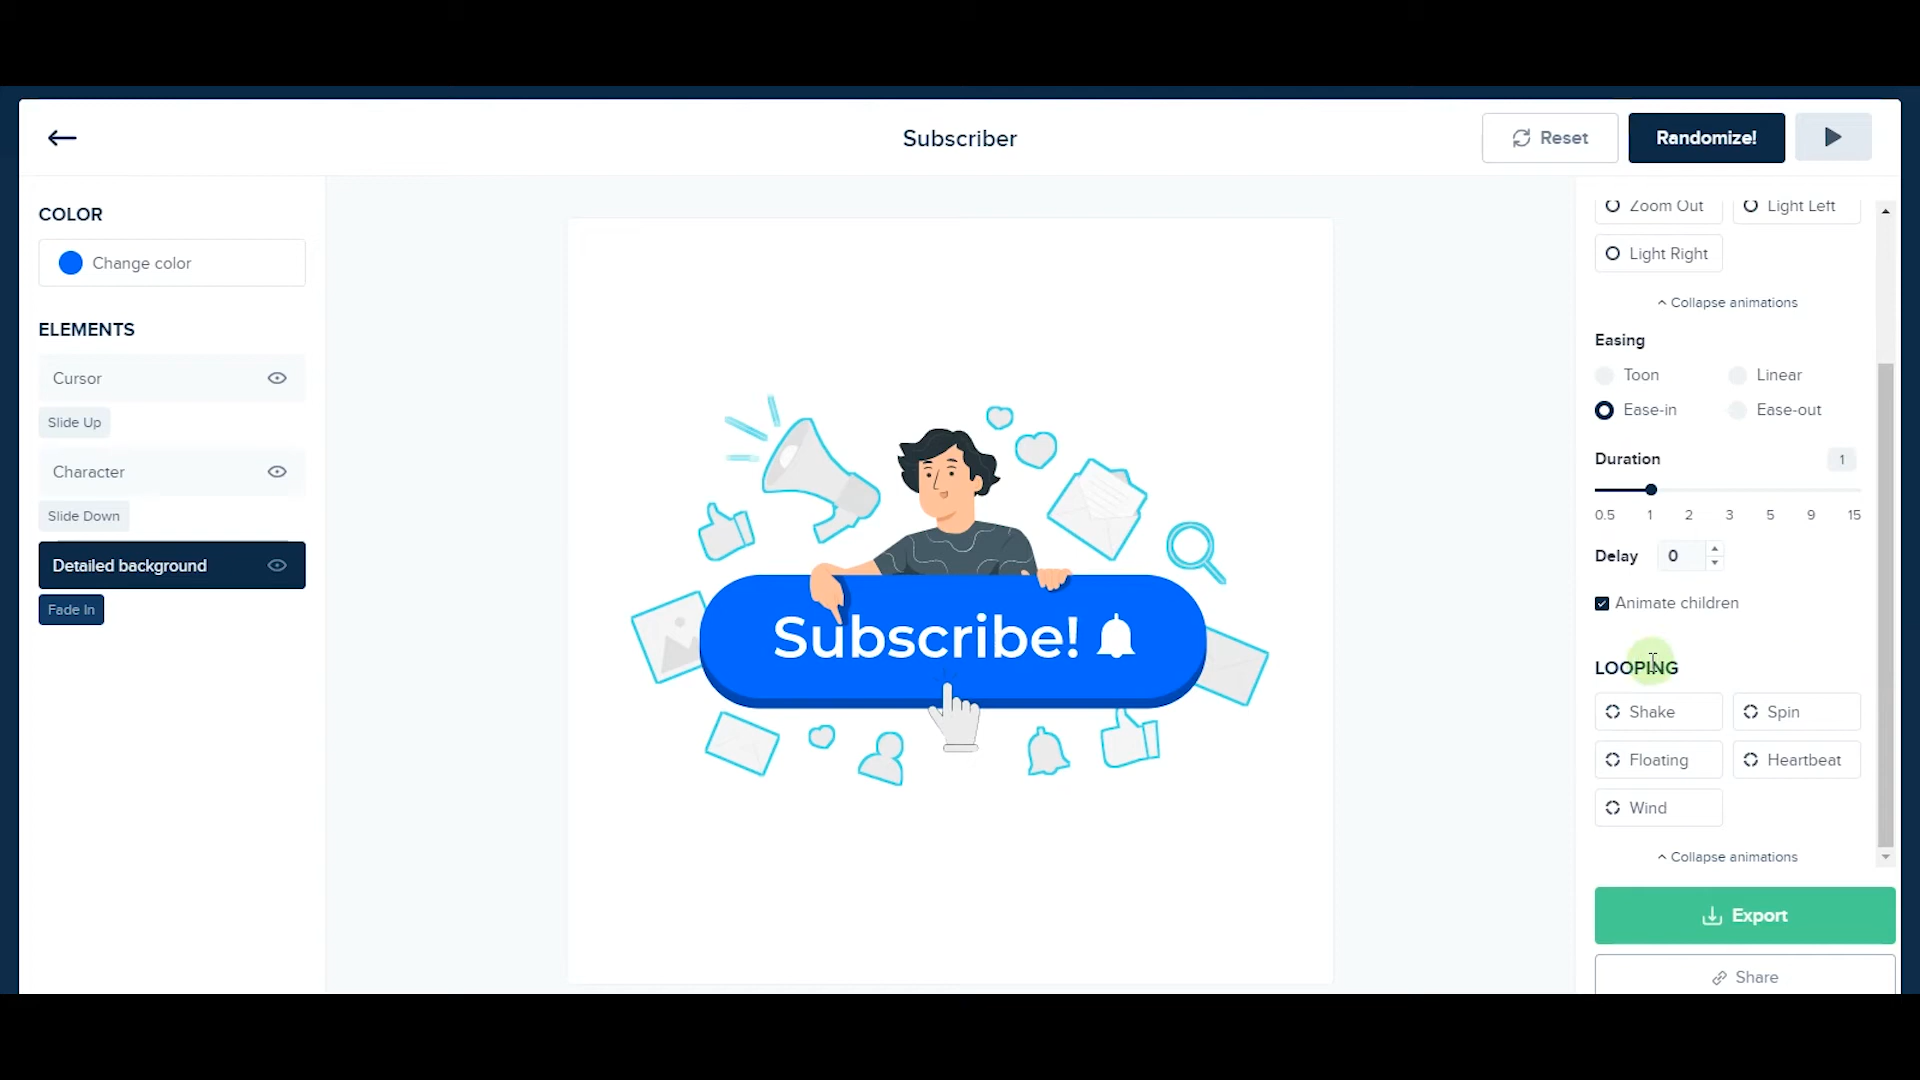 Subscriber
Reset
Randomize!
COLOR
Change color
ELEMENTS
Cursor
Slide Up
Character
Slide Down
Detailed background
Fade In
Subscribe!
Zoom Out
Light Left
Light Right
Collapse animations
Easing
Toon
Linear
Ease-in
Ease-out
Duration
1
0.5 1 2 3 5 9 15
Delay 0
Animate children
LOOPING
Shake
Spin
Floating
Heartbeat
Wind
Collapse animations
Export
Share